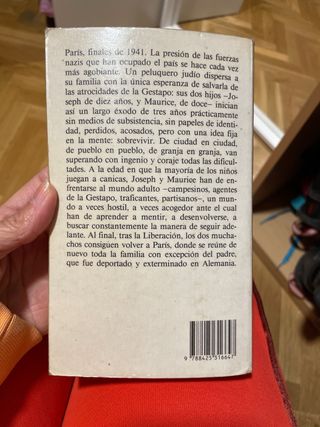 París, finales de 1941. La presión de las fuerzas
nazis que han ocupado el país se hace cada vez
más agobiante. Un peluquero judío dispersa a
su familia con la única esperanza de salvarla de
las atrocidades de la Gestapo: sus dos hijos —Jo-
seph de diez años, y Maurice, de doce— inician
así un largo éxodo de tres años prácticamente
sin medios de subsistencia, sin papeles de identi-
dad, perdidos, acosados, pero con una idea fija
en la mente: sobrevivir. De ciudad en ciudad,
de pueblo en pueblo, de granja en granja, van
superando con ingenio y coraje todas las dificul-
tades. A la edad en que la mayoría de los niños
juegan a canicas, Joseph y Maurice han de en-
frentarse al mundo adulto —campesinos, agentes
de la Gestapo, traficantes, partisanos—, un mun-
do a veces hostil, a veces acogedor ante el cual
han de aprender a mentir, a desenvolverse, a
buscar constantemente la manera de seguir ade-
lante. Al final, tras la Liberación, los dos mucha-
chos consiguen volver a París, donde se reúne de
nuevo toda la familia con excepción del padre,
que fue deportado y exterminado en Alemania.
9 788425 316647